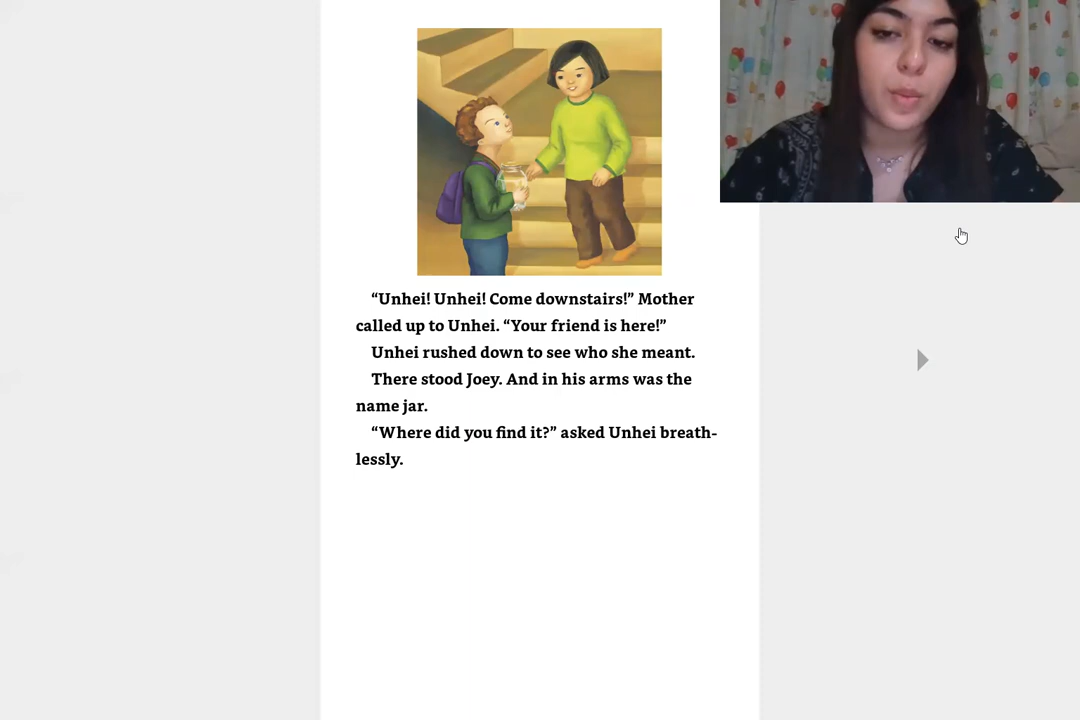 “Unhei! Unhei! Come downstairs!” Mother
called up to Unhei. “Your friend is here!”
Unhei rushed down to see who she meant.
There stood Joey. And in his arms was the
name jar.
“Where did you find it?” asked Unhei breath-
lessly.